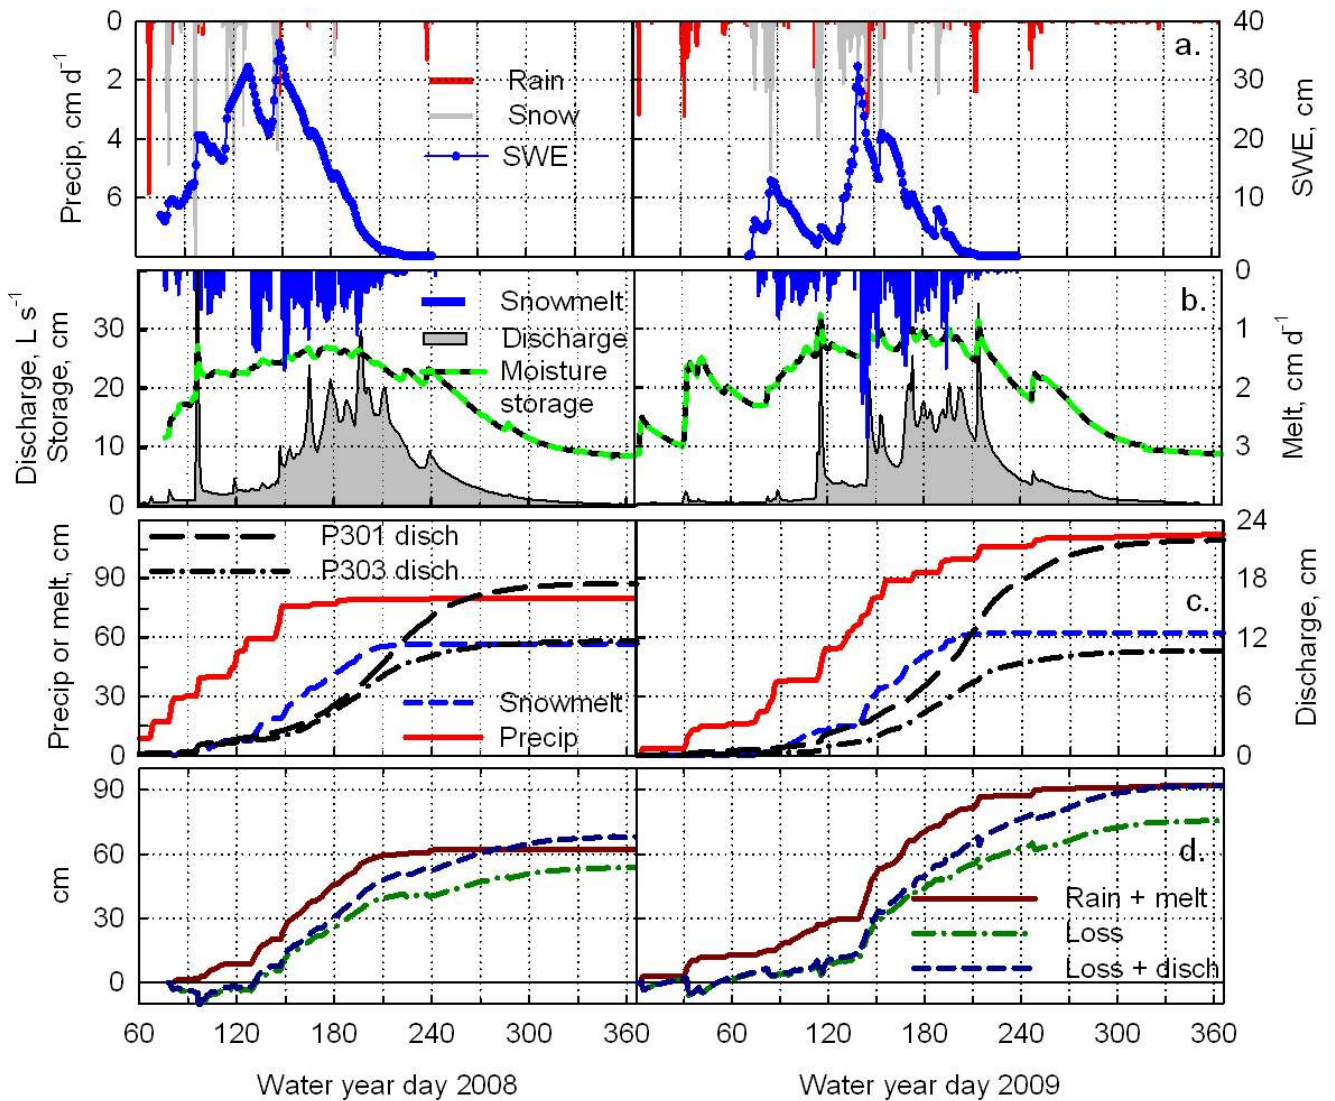 0
2
4
6
Precip, cm d⁻¹
Rain
Snow
SWE
a.
40
30
20
10
SWE, cm
30
20
10
0
Discharge, L s⁻¹
Storage, cm
Snowmelt
Discharge
Moisture
storage
b.
0
1
2
3
Melt, cm d⁻¹
90
60
30
0
Precip or melt, cm
P301 disch
P303 disch
Snowmelt
Precip
c.
24
18
12
6
0
Discharge, cm
90
60
30
0
cm
d.
Rain + melt
Loss
Loss + disch
60 120 180 240 300 360 60 120 180 240 300 360
Water year day 2008 Water year day 2009